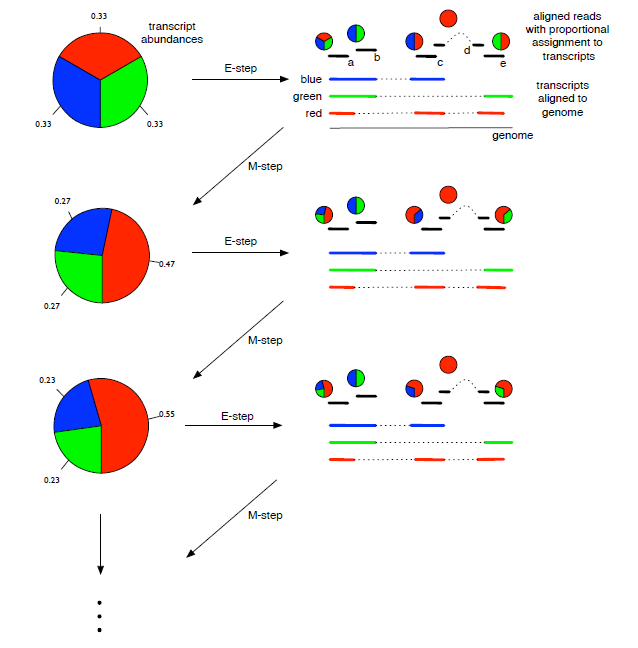 0.33
transcript
abundances
0.33
0.33
E-step
a
b
c
d
e
aligned reads
with proportional
assignment to
transcripts
blue
green
red
transcripts
aligned to
genome
genome
M-step
0.27
0.47
0.27
E-step
M-step
0.23
0.55
0.23
E-step
M-step